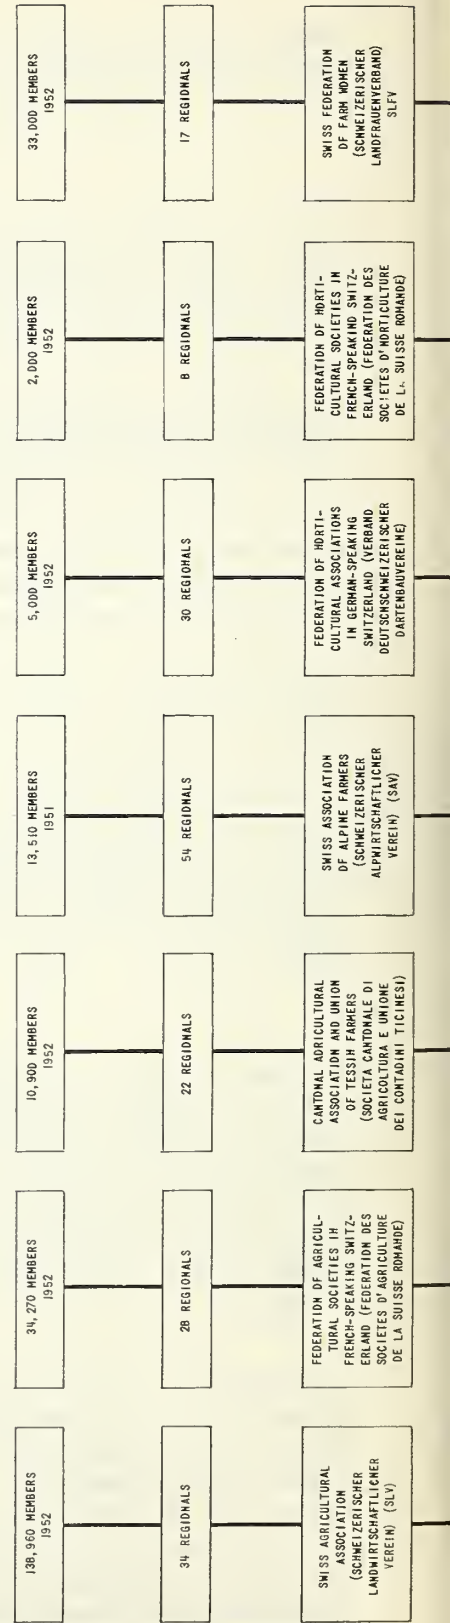 138,960 MEMBERS
1952
34,270 MEMBERS
1952
10,900 MEMBERS
1952
13,510 MEMBERS
1951
5,000 MEMBERS
1952
2,000 MEMBERS
1952
33,000 MEMBERS
1952
34 REGIONALS
28 REGIONALS
22 REGIONALS
54 REGIONALS
30 REGIONALS
8 REGIONALS
17 REGIONALS
SWISS AGRICULTURAL
ASSOCIATION
(SCHWEIZERISCHER
LANDWIRTSCHAFTLICHER
VEREIN) (SLV)
FEDERATION OF AGRICUL-
TURAL SOCIETIES IN
FRENCH-SPEAKING SWITZ-
ERLAND (FEDERATION DES
SOCIETES D'AGRICULTURE
DE LA SUISSE ROMANDE)
CANTONAL AGRICULTURAL
ASSOCIATION AND UNION
OF TESSIN FARMERS
(SOCIETA CANTONALE DI
AGRICOLTURA E UNIONE
DEI CONTADINI TICINESI)
SWISS ASSOCIATION
OF ALPINE FARMERS
(SCHWEIZERISCHER
ALPWIRTSCHAFTLICHER
VEREIN) (SAV)
FEDERATION OF HORTI-
CULTURAL ASSOCIATIONS
IN GERMAN-SPEAKING
SWITZERLAND (VERBAND
DEUTSCHSCHWEIZERISCHER
GARTENBAUVEREINE)
FEDERATION OF HORTI-
CULTURAL SOCIETIES IN
FRENCH-SPEAKING SWITZ-
ERLAND (FEDERATION DES
SOCIETES D'HORTICULTURE
DE LA SUISSE ROMANDE)
SWISS FEDERATION
OF FARM WOMEN
(SCHWEIZERISCHER
LANDFRAUENVERBAND)
SLFV